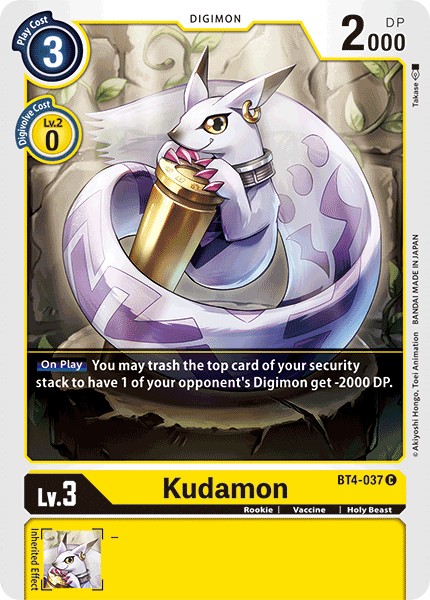 DIGIMON
Play Cost
3
DP
2000
Digivolve Cost
Lv.2
0
Takase
© Akiyoshi Hongo, Toei Animation BANDAI MADE IN JAPAN
On Play You may trash the top card of your security
stack to have 1 of your opponent's Digimon get -2000 DP.
BT4-037 C
Lv.3
Kudamon
Rookie | Vaccine | Holy Beast
Inherited Effect
–